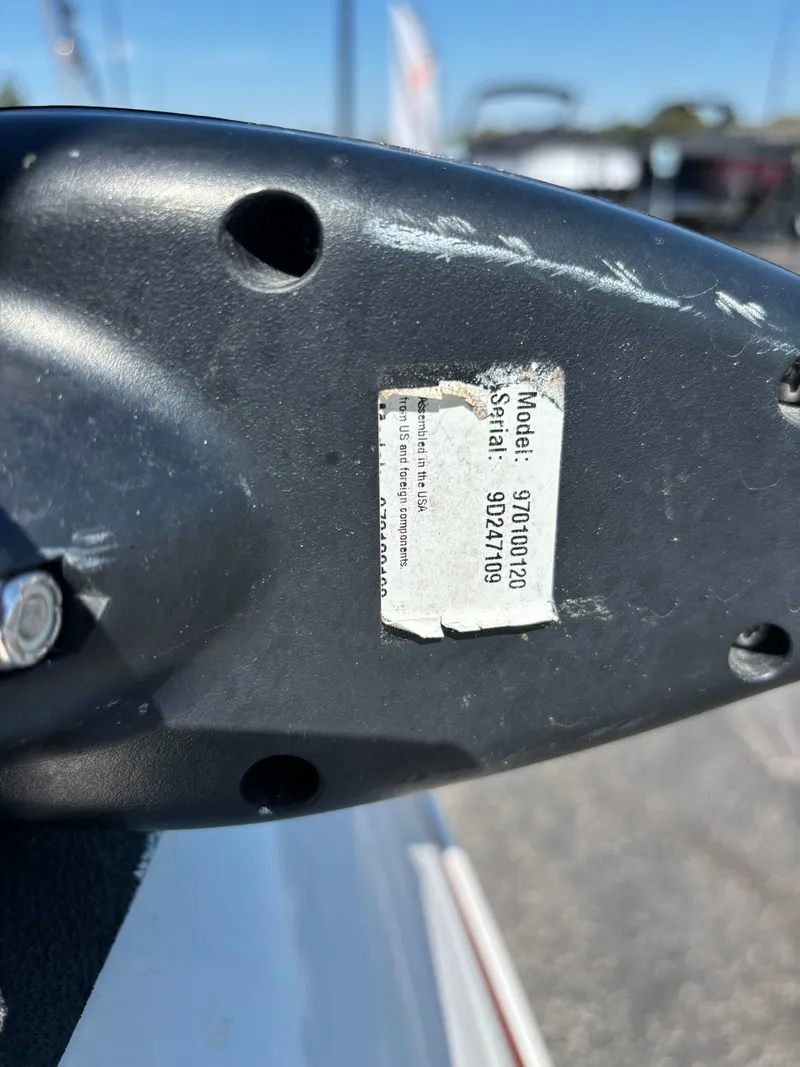 Model: 970100120
Serial: 9D247109
Assembled in the USA
from US and foreign components.